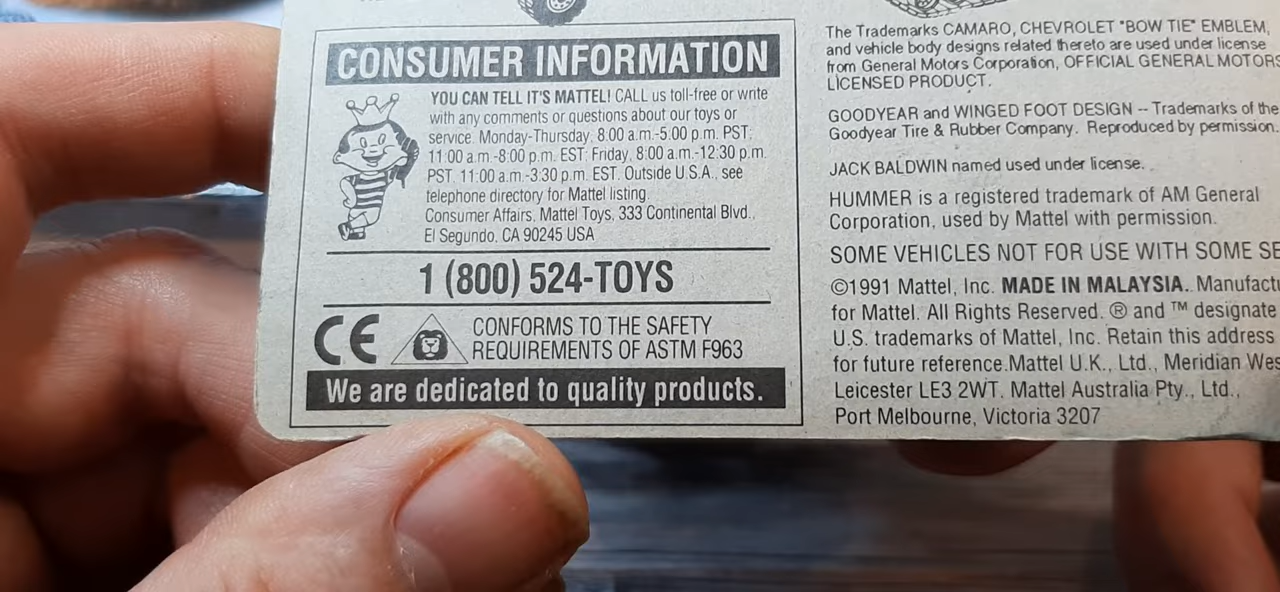 CONSUMER INFORMATION
YOU CAN TELL IT'S MATTEL! CALL us toll-free or write
with any comments or questions about our toys or
service. Monday-Thursday, 8:00 a.m.-5:00 p.m. PST;
11:00 a.m.-8:00 p.m. EST; Friday, 8:00 a.m.-12:30 p.m.
PST, 11:00 a.m.-3:30 p.m. EST. Outside U.S.A., see
telephone directory for Mattel listing.
Consumer Affairs, Mattel Toys, 333 Continental Blvd.,
El Segundo, CA 90245 USA
1 (800) 524-TOYS
CE
CONFORMS TO THE SAFETY
REQUIREMENTS OF ASTM F963
We are dedicated to quality products.
The Trademarks CAMARO, CHEVROLET "BOW TIE" EMBLEM,
and vehicle body designs related thereto are used under license
from General Motors Corporation, OFFICIAL GENERAL MOTORS
LICENSED PRODUCT.
GOODYEAR and WINGED FOOT DESIGN -- Trademarks of the
Goodyear Tire & Rubber Company. Reproduced by permission.
JACK BALDWIN named used under license.
HUMMER is a registered trademark of AM General
Corporation, used by Mattel with permission.
SOME VEHICLES NOT FOR USE WITH SOME SE
©1991 Mattel, Inc. MADE IN MALAYSIA. Manufactu
for Mattel. All Rights Reserved. ® and ™ designate
U.S. trademarks of Mattel, Inc. Retain this address
for future reference.Mattel U.K., Ltd., Meridian Wes
Leicester LE3 2WT. Mattel Australia Pty., Ltd.,
Port Melbourne, Victoria 3207